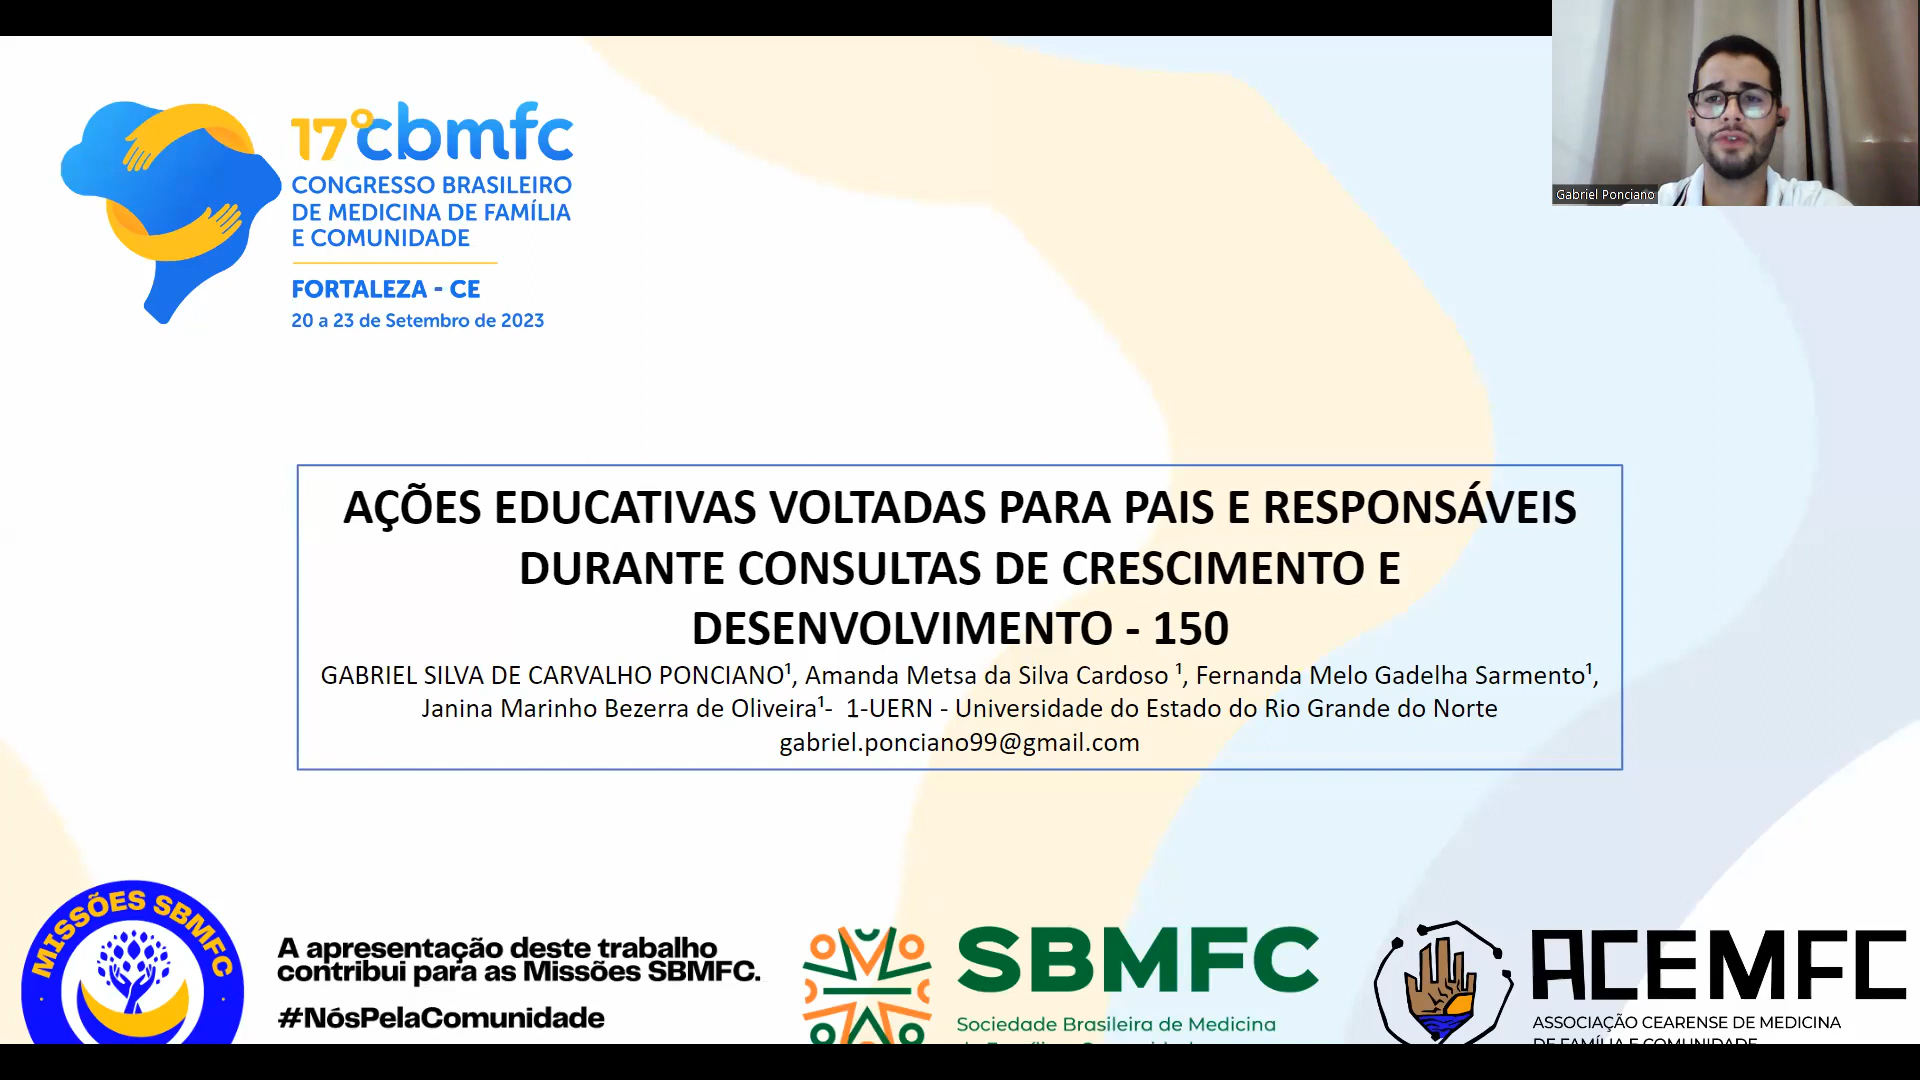 17º cbmfc
CONGRESSO BRASILEIRO
DE MEDICINA DE FAMÍLIA
E COMUNIDADE
FORTALEZA - CE
20 a 23 de Setembro de 2023
Gabriel Ponciano
AÇÕES EDUCATIVAS VOLTADAS PARA PAIS E RESPONSÁVEIS
DURANTE CONSULTAS DE CRESCIMENTO E
DESENVOLVIMENTO - 150
GABRIEL SILVA DE CARVALHO PONCIANO¹, Amanda Metsa da Silva Cardoso ¹, Fernanda Melo Gadelha Sarmento¹,
Janina Marinho Bezerra de Oliveira¹- 1-UERN - Universidade do Estado do Rio Grande do Norte
gabriel.ponciano99@gmail.com
MISSÕES SBMFC
A apresentação deste trabalho
contribui para as Missões SBMFC.
#NósPelaComunidade
SBMFC
Sociedade Brasileira de Medicina
ACEMFC
ASSOCIAÇÃO CEARENSE DE MEDICINA
DE FAMÍLIA E COMUNIDADE